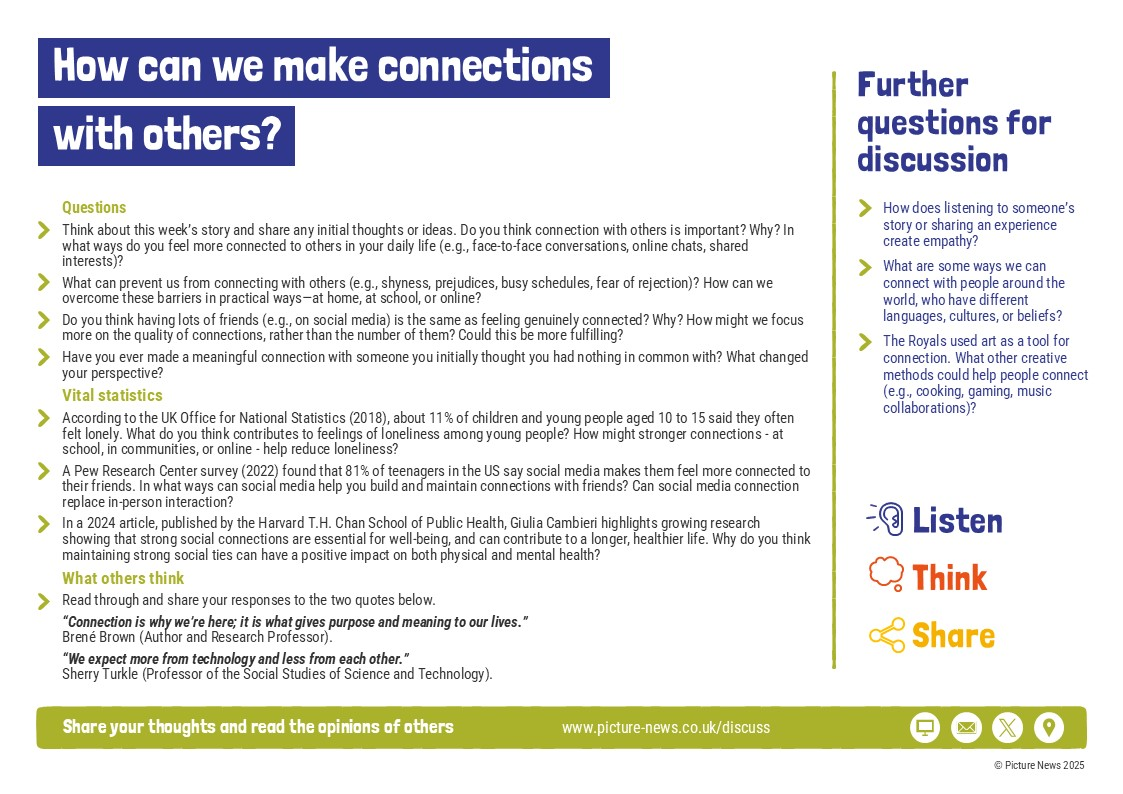 How can we make connections
with others?
Questions
Think about this week's story and share any initial thoughts or ideas. Do you think connection with others is important? Why? In
what ways do you feel more connected to others in your daily life (e.g., face-to-face conversations, online chats, shared
interests)?
What can prevent us from connecting with others (e.g., shyness, prejudices, busy schedules, fear of rejection)? How can we
overcome these barriers in practical ways—at home, at school, or online?
Do you think having lots of friends (e.g., on social media) is the same as feeling genuinely connected? Why? How might we focus
more on the quality of connections, rather than the number of them? Could this be more fulfilling?
Have you ever made a meaningful connection with someone you initially thought you had nothing in common with? What changed
your perspective?
Vital statistics
According to the UK Office for National Statistics (2018), about 11% of children and young people aged 10 to 15 said they often
felt lonely. What do you think contributes to feelings of loneliness among young people? How might stronger connections - at
school, in communities, or online - help reduce loneliness?
A Pew Research Center survey (2022) found that 81% of teenagers in the US say social media makes them feel more connected to
their friends. In what ways can social media help you build and maintain connections with friends? Can social media connection
replace in-person interaction?
In a 2024 article, published by the Harvard T.H. Chan School of Public Health, Giulia Cambieri highlights growing research
showing that strong social connections are essential for well-being, and can contribute to a longer, healthier life. Why do you think
maintaining strong social ties can have a positive impact on both physical and mental health?
What others think
Read through and share your responses to the two quotes below.
“Connection is why we're here; it is what gives purpose and meaning to our lives.”
Brené Brown (Author and Research Professor).
“We expect more from technology and less from each other.”
Sherry Turkle (Professor of the Social Studies of Science and Technology).
Further
questions for
discussion
How does listening to someone's
story or sharing an experience
create empathy?
What are some ways we can
connect with people around the
world, who have different
languages, cultures, or beliefs?
The Royals used art as a tool for
connection. What other creative
methods could help people connect
(e.g., cooking, gaming, music
collaborations)?
Listen
Think
Share
Share your thoughts and read the opinions of others
www.picture-news.co.uk/discuss
© Picture News 2025